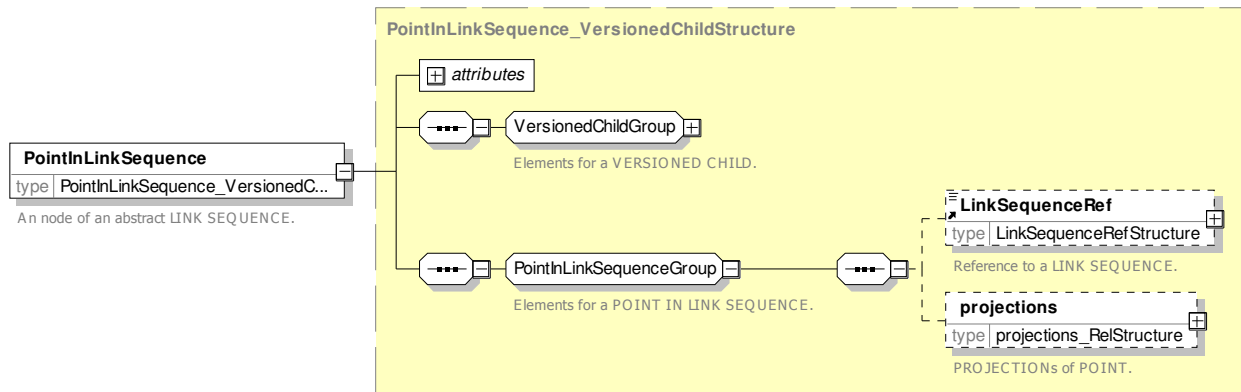 PointInLinkSequence_VersionedChildStructure
attributes
VersionedChildGroup
Elements for a VERSIONED CHILD.
PointInLinkSequence
type PointInLinkSequence_VersionedC...
An node of an abstract LINK SEQUENCE.
LinkSequenceRef
type LinkSequenceRefStructure
Reference to a LINK SEQUENCE.
PointInLinkSequenceGroup
Elements for a POINT IN LINK SEQUENCE.
projections
type projections_RelStructure
PROJECTIONs of POINT.